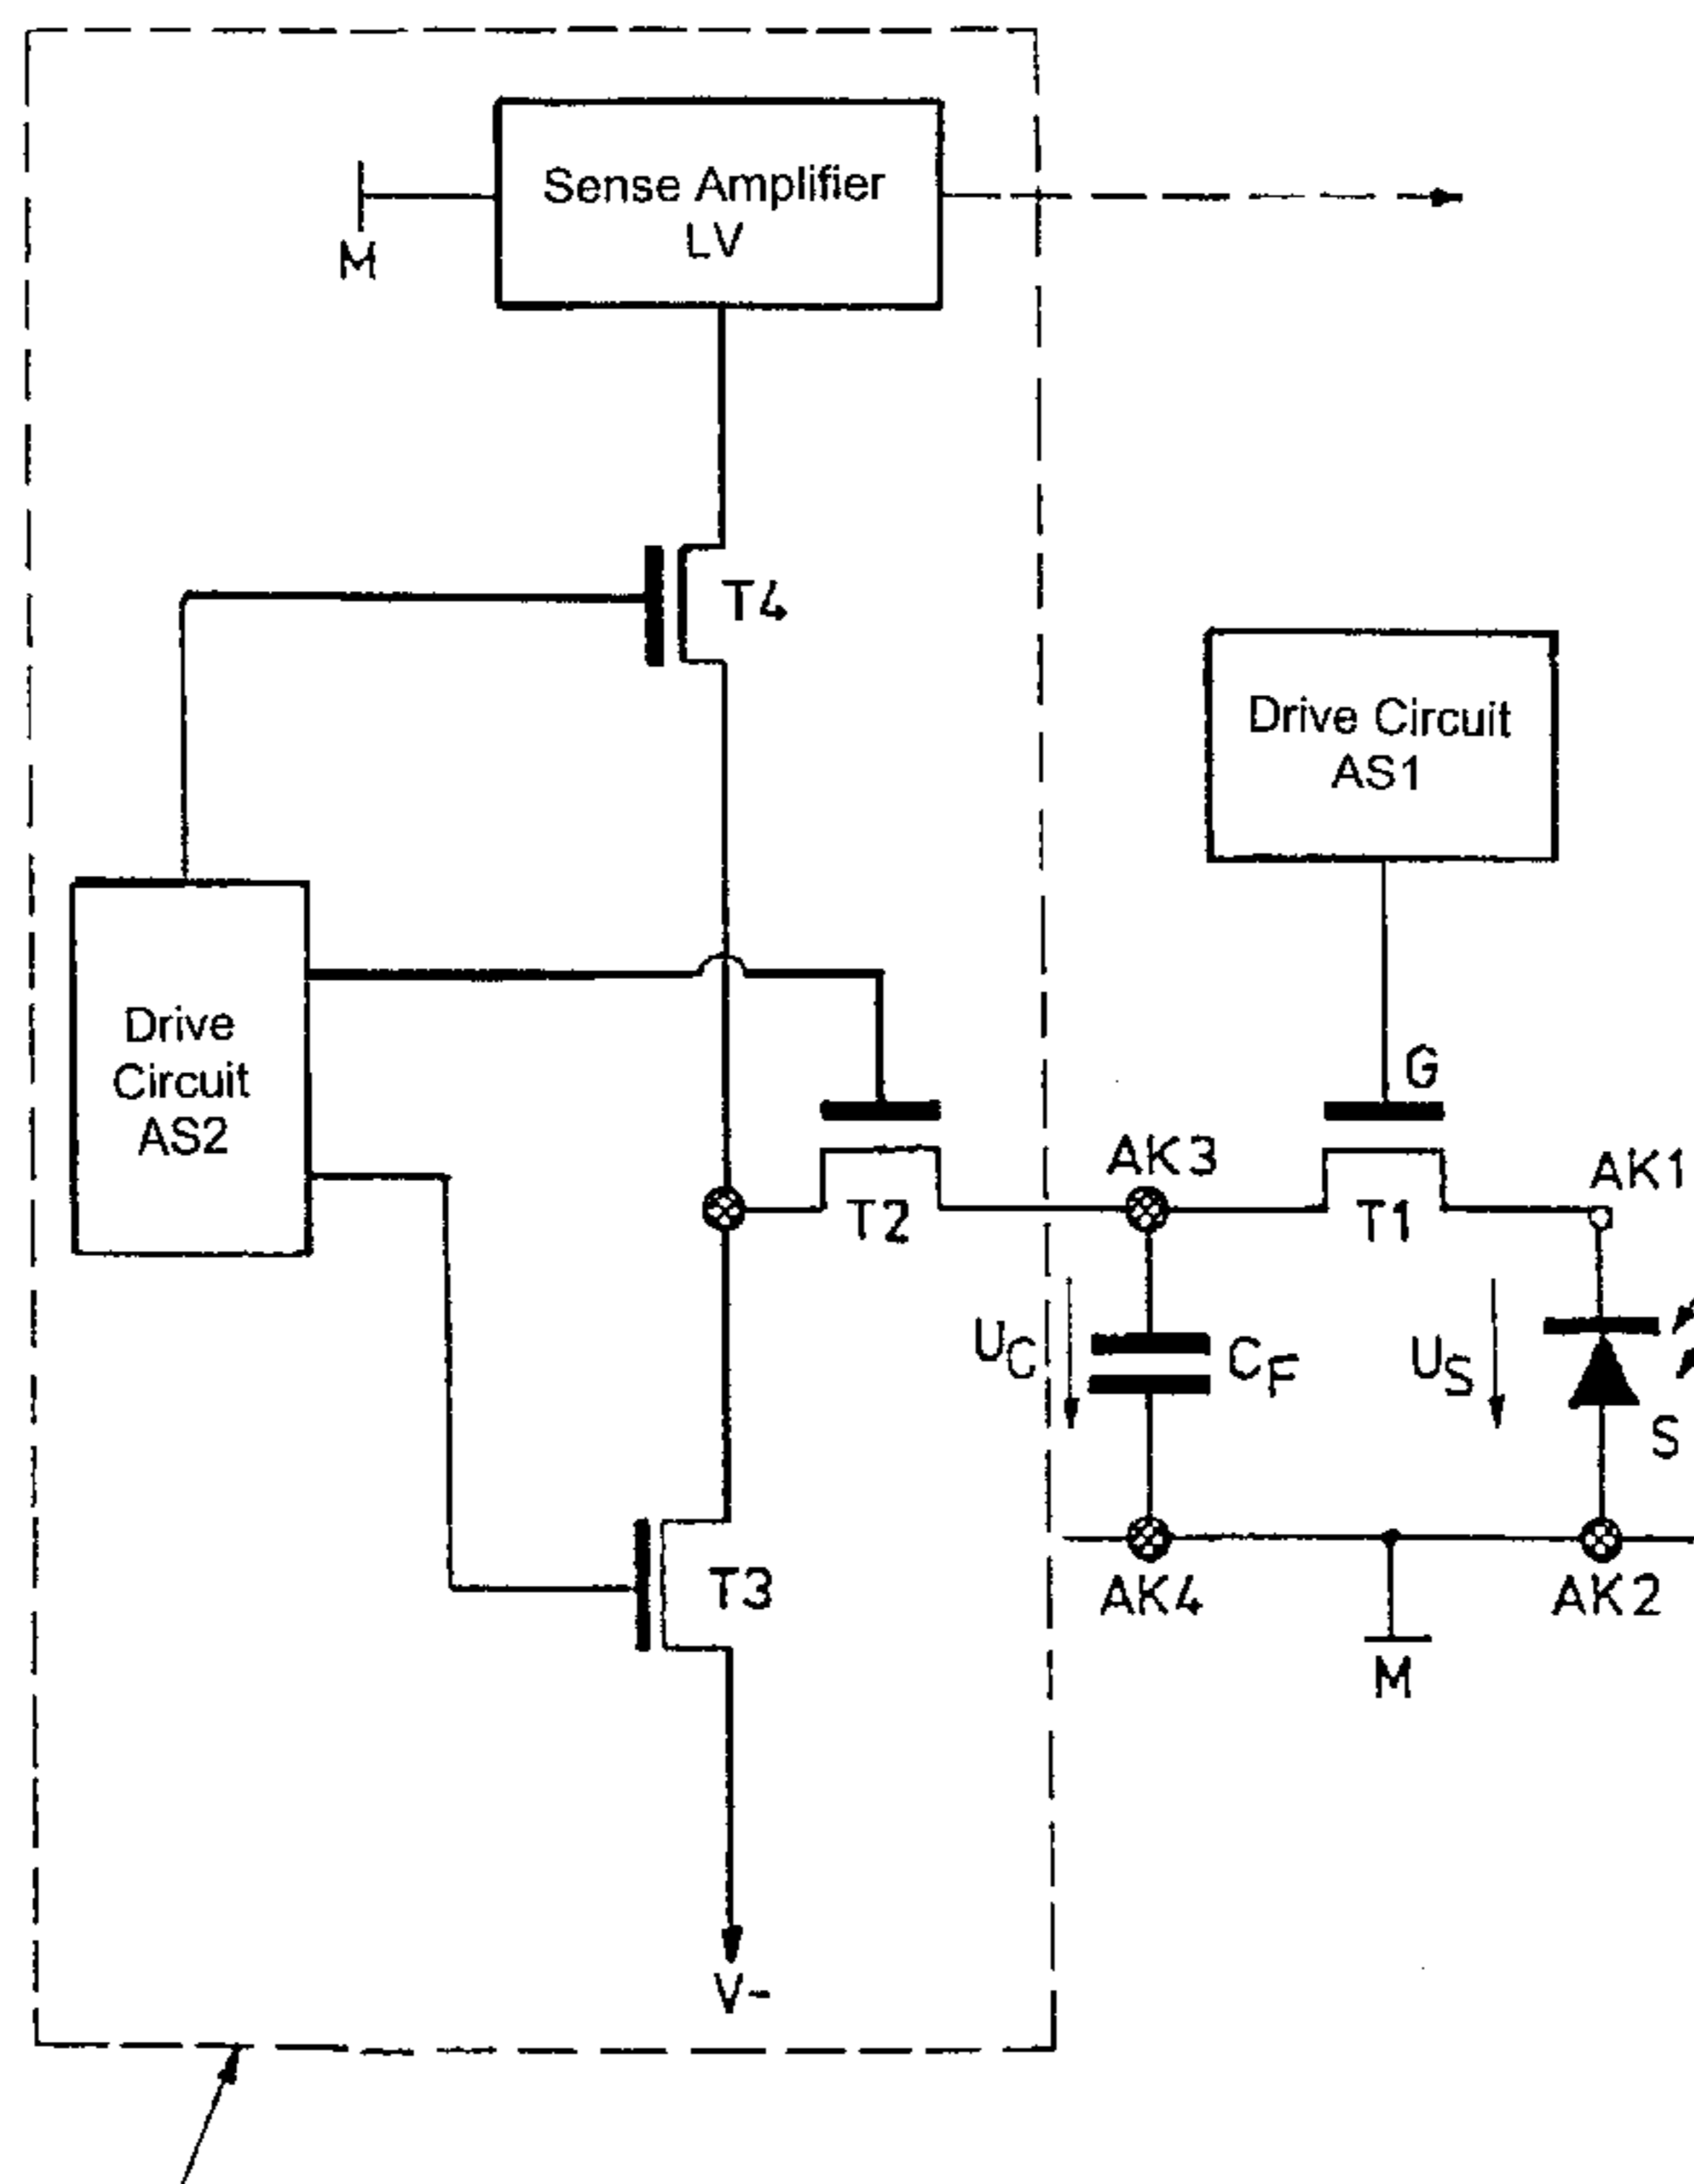 Sense Amplifier
LV
M
T4
Drive Circuit
AS1
Drive
Circuit
AS2
G
AK3
AK1
T2
T1
UC
CF
US
S
T3
AK4
AK2
M
V-